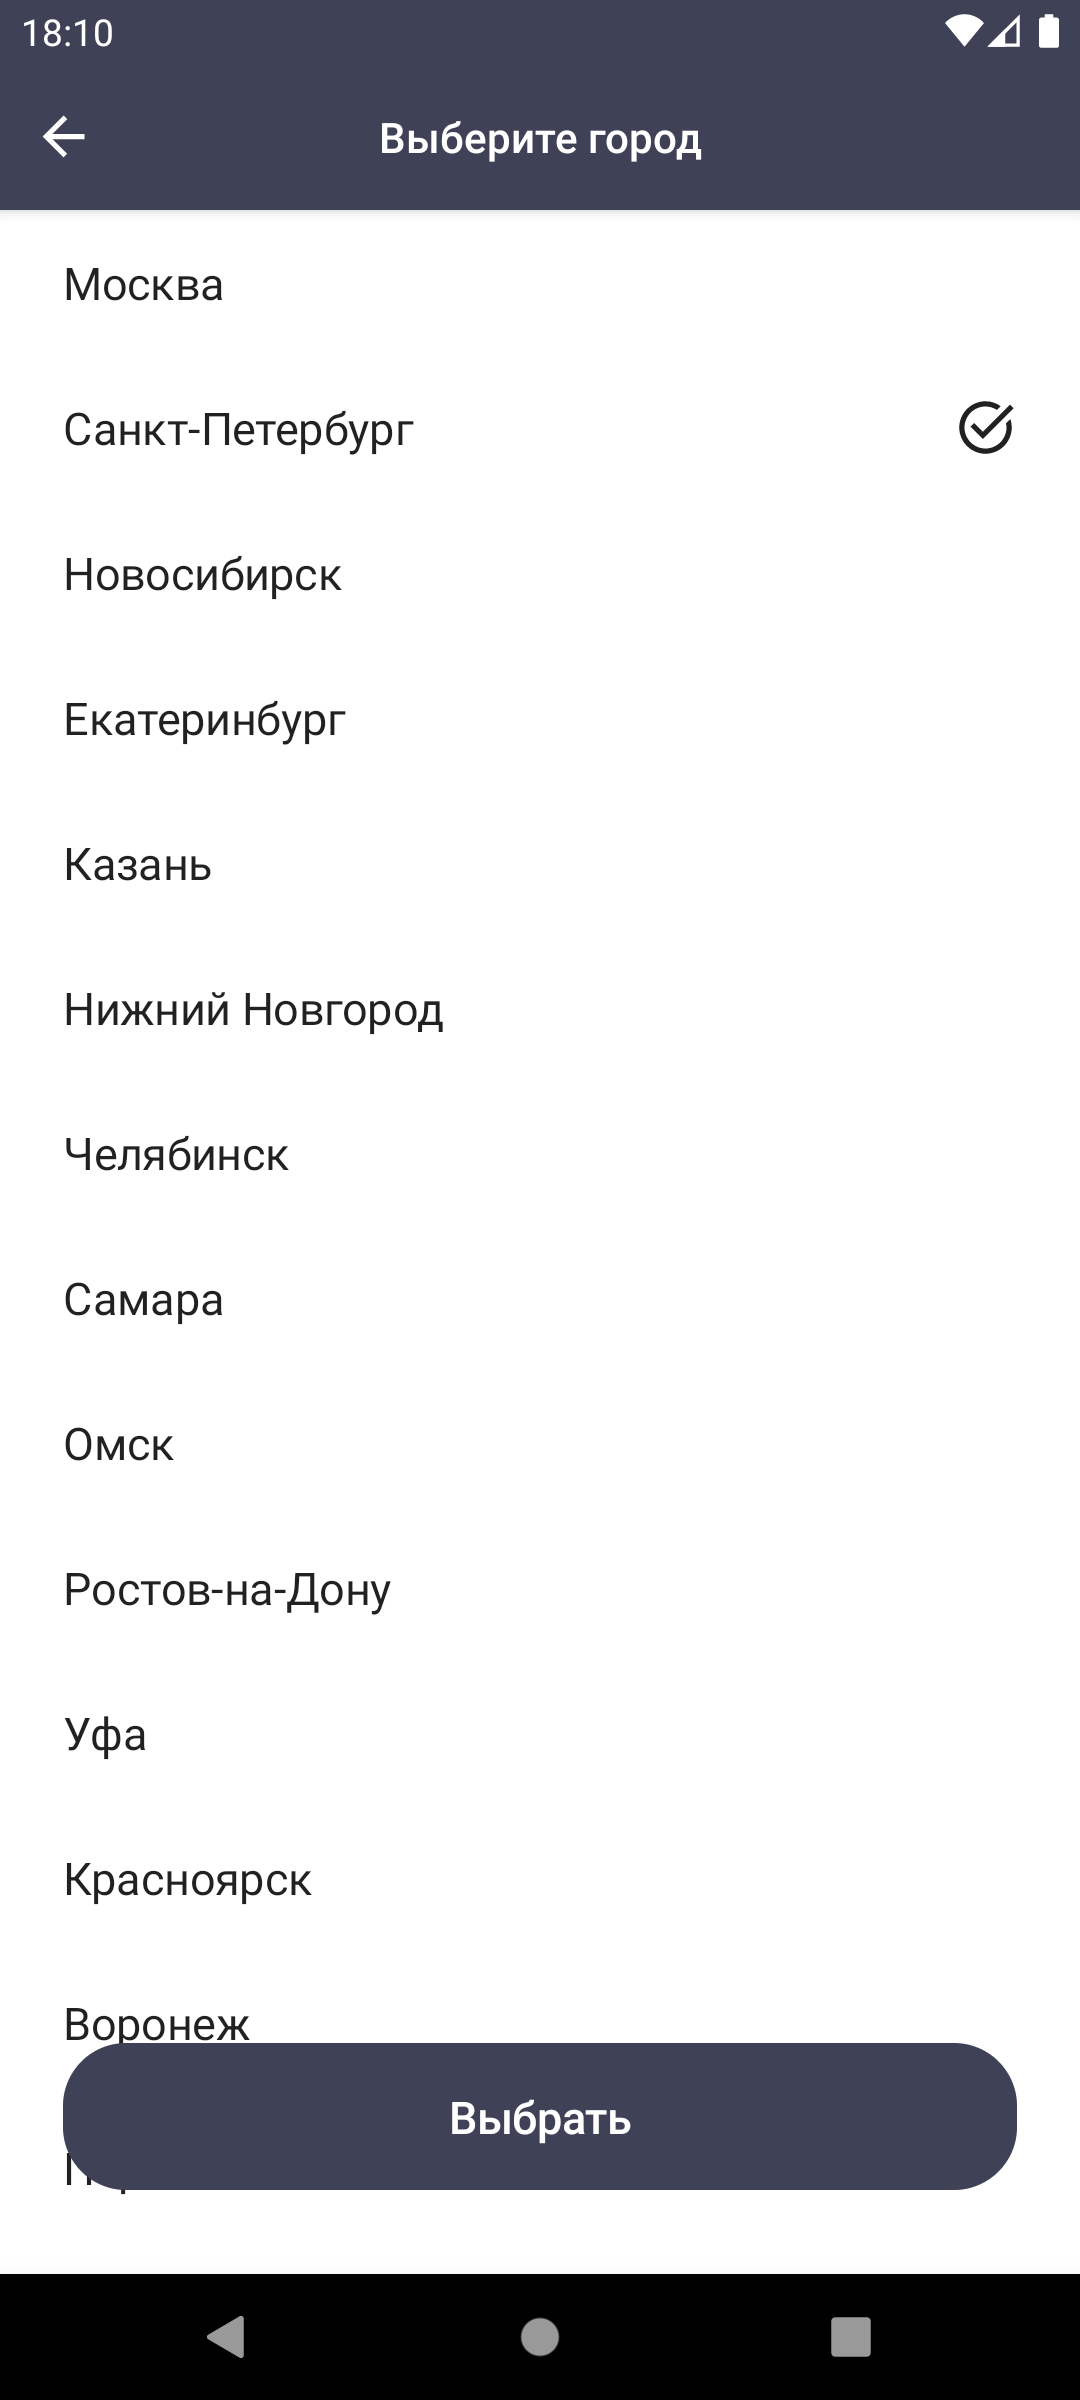 18:10
Выберите город
Москва
Санкт-Петербург
Новосибирск
Екатеринбург
Казань
Нижний Новгород
Челябинск
Самара
Омск
Ростов-на-Дону
Уфа
Красноярск
Воронеж
Выбрать